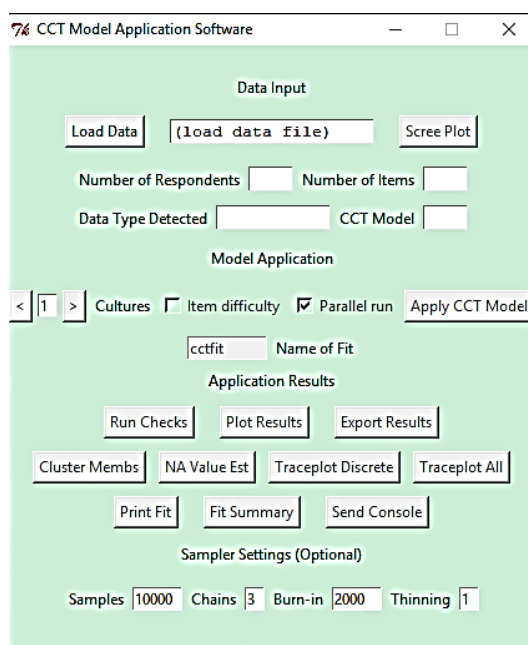 CCT Model Application Software
Data Input
Load Data (load data file) Scree Plot
Number of Respondents Number of Items
Data Type Detected CCT Model
Model Application
< 1 > Cultures Item difficulty Parallel run Apply CCT Model
cctfit Name of Fit
Application Results
Run Checks Plot Results Export Results
Cluster Membs NA Value Est Traceplot Discrete Traceplot All
Print Fit Fit Summary Send Console
Sampler Settings (Optional)
Samples 10000 Chains 3 Burn-in 2000 Thinning 1